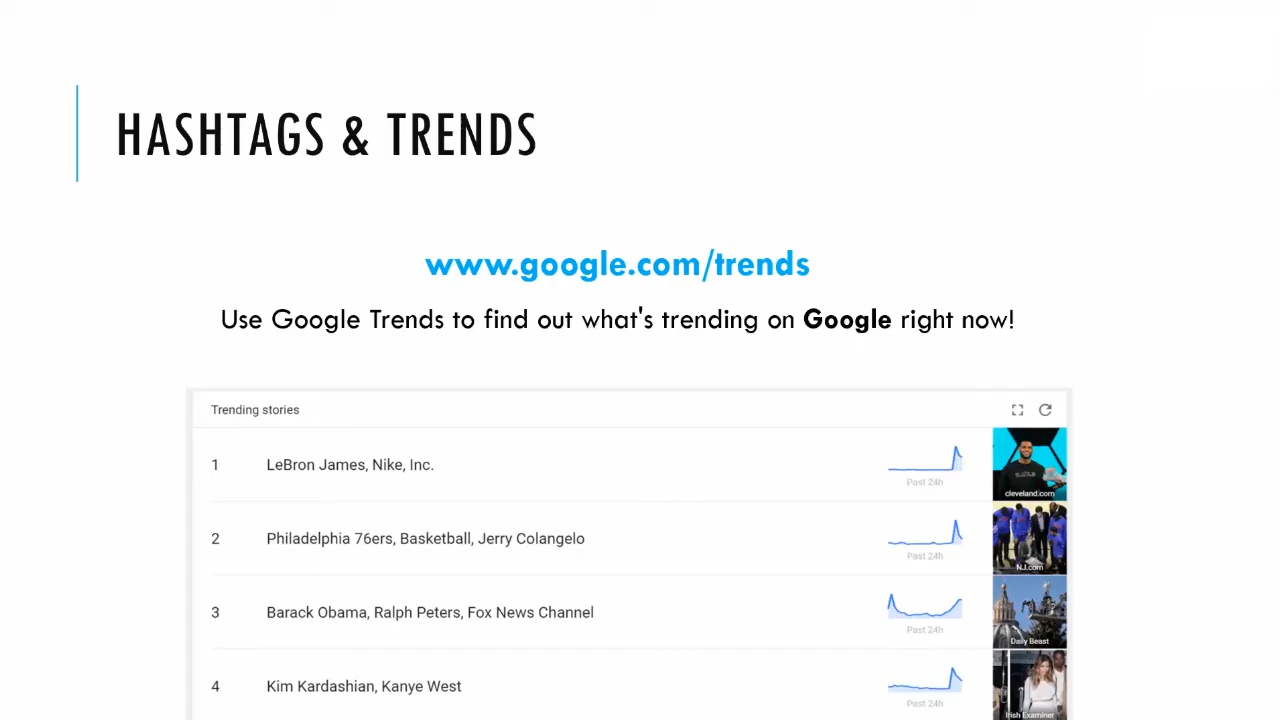 HASHTAGS & TRENDS
www.google.com/trends
Use Google Trends to find out what's trending on Google right now!
Trending stories
1 LeBron James, Nike, Inc.
Past 24h
cleveland.com
2 Philadelphia 76ers, Basketball, Jerry Colangelo
Past 24h
NJ.com
3 Barack Obama, Ralph Peters, Fox News Channel
Past 24h
Daily Beast
4 Kim Kardashian, Kanye West
Past 24h
Irish Examiner